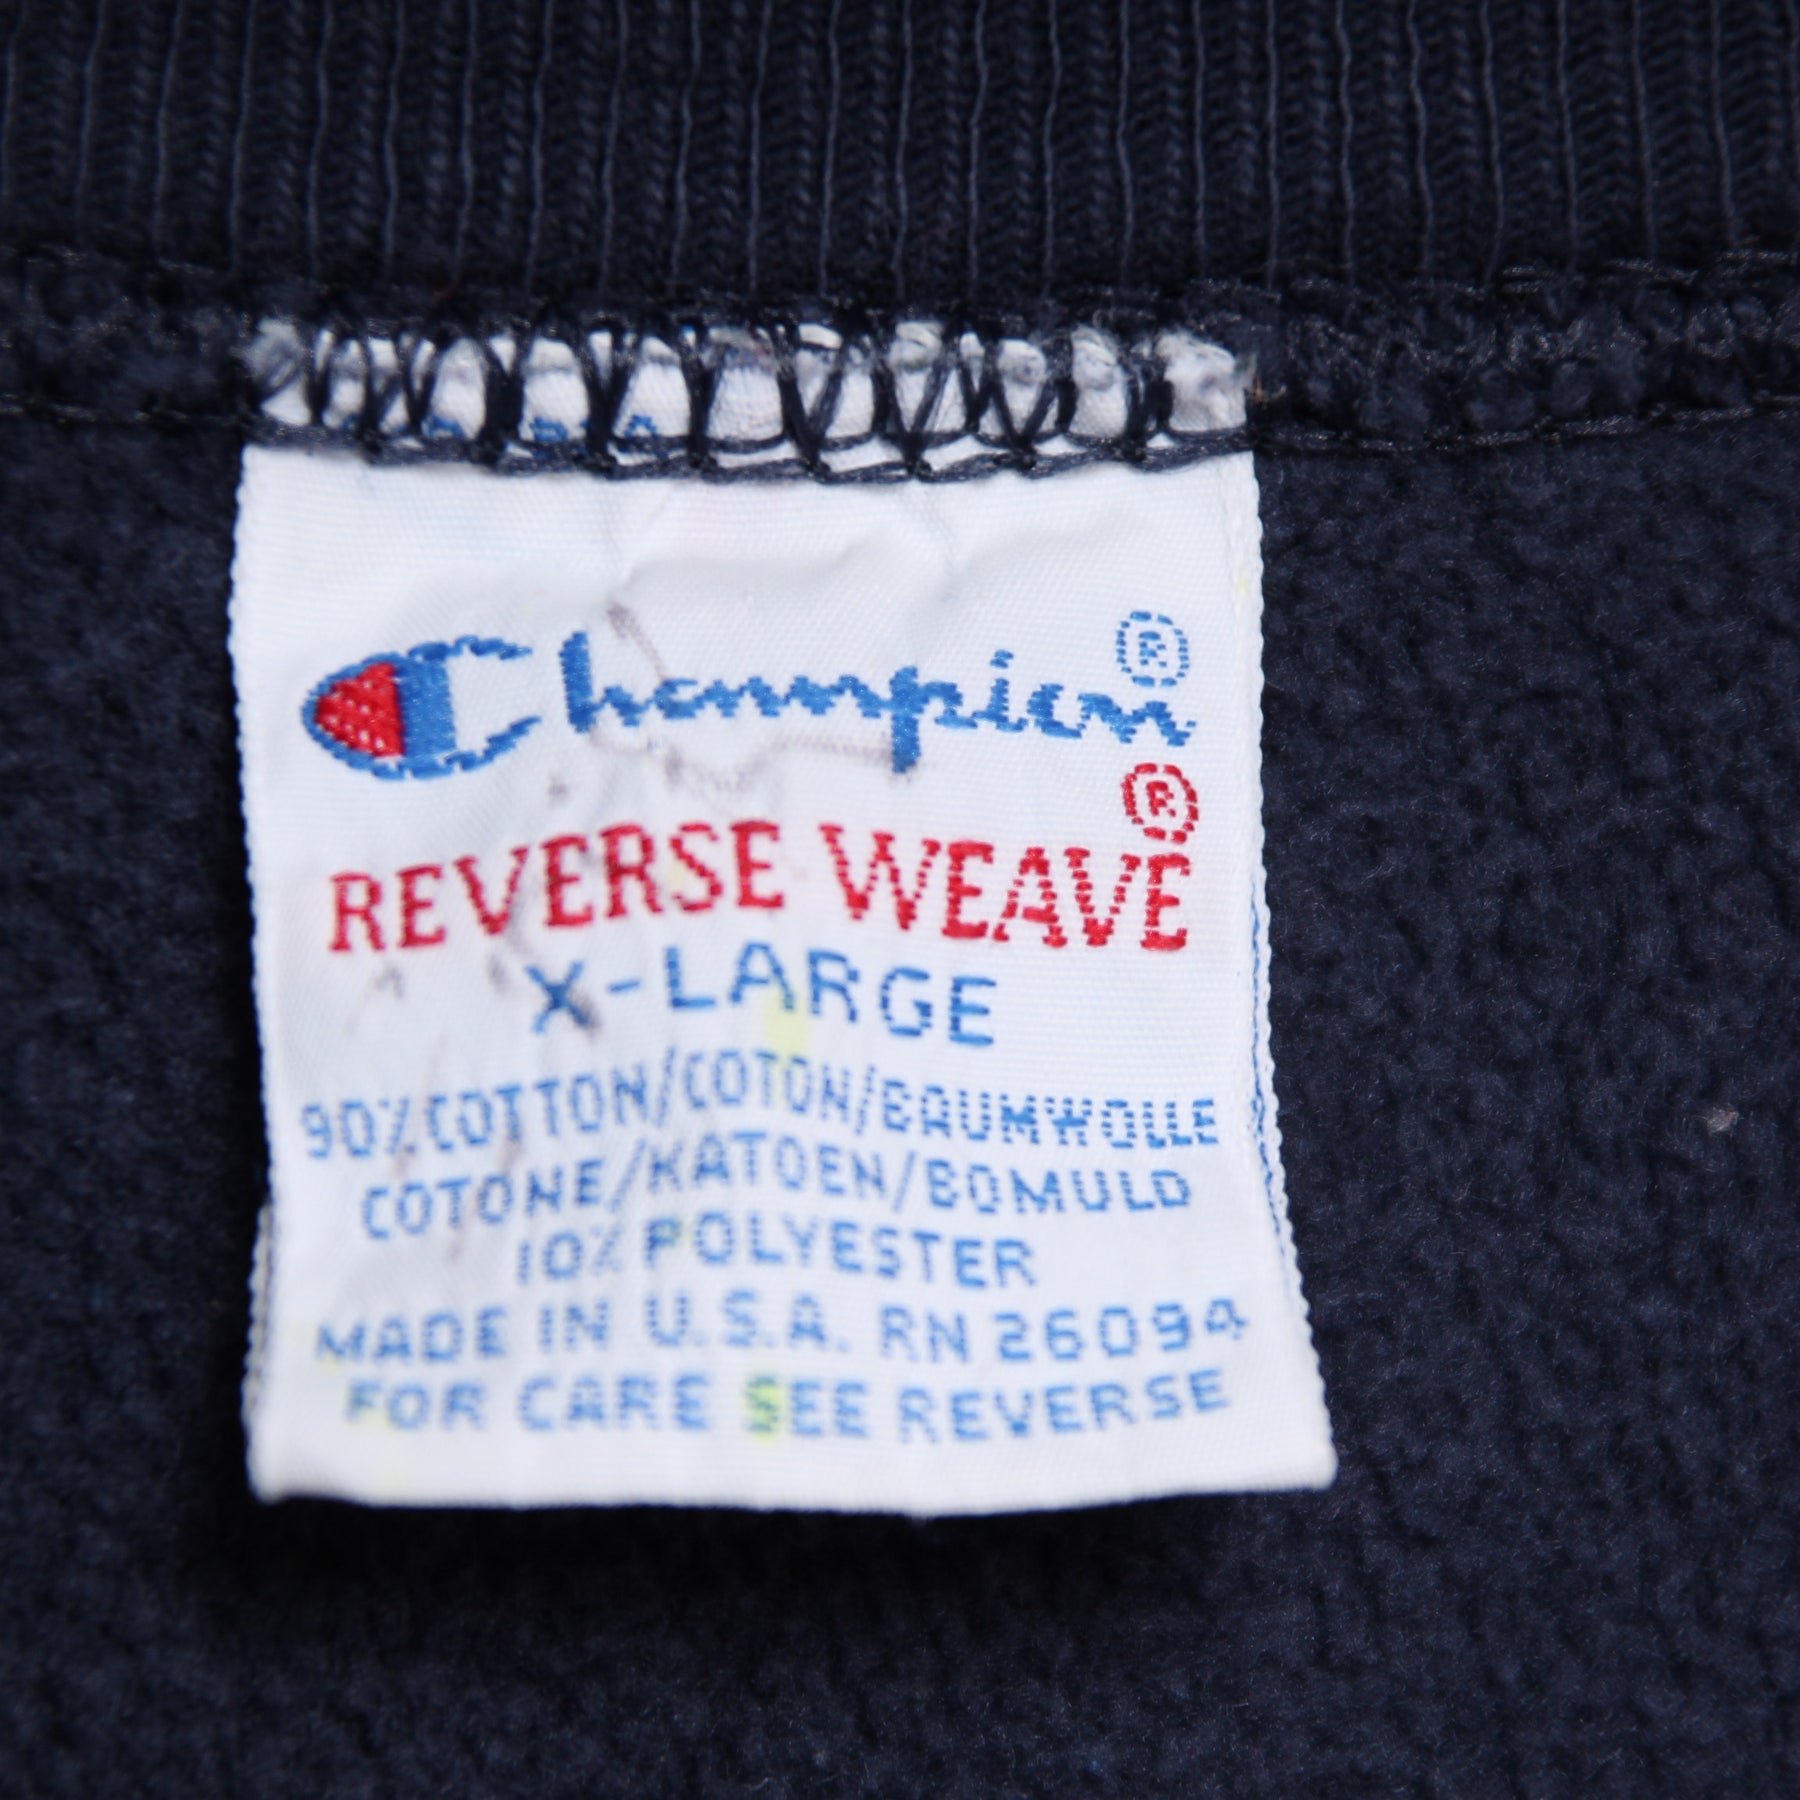 Champion®
REVERSE WEAVE®
X-LARGE
90% COTTON/COTON/BAUMWOLLE
COTONE/KATOEN/BOMULD
10% POLYESTER
MADE IN U.S.A. RN 26094
FOR CARE SEE REVERSE